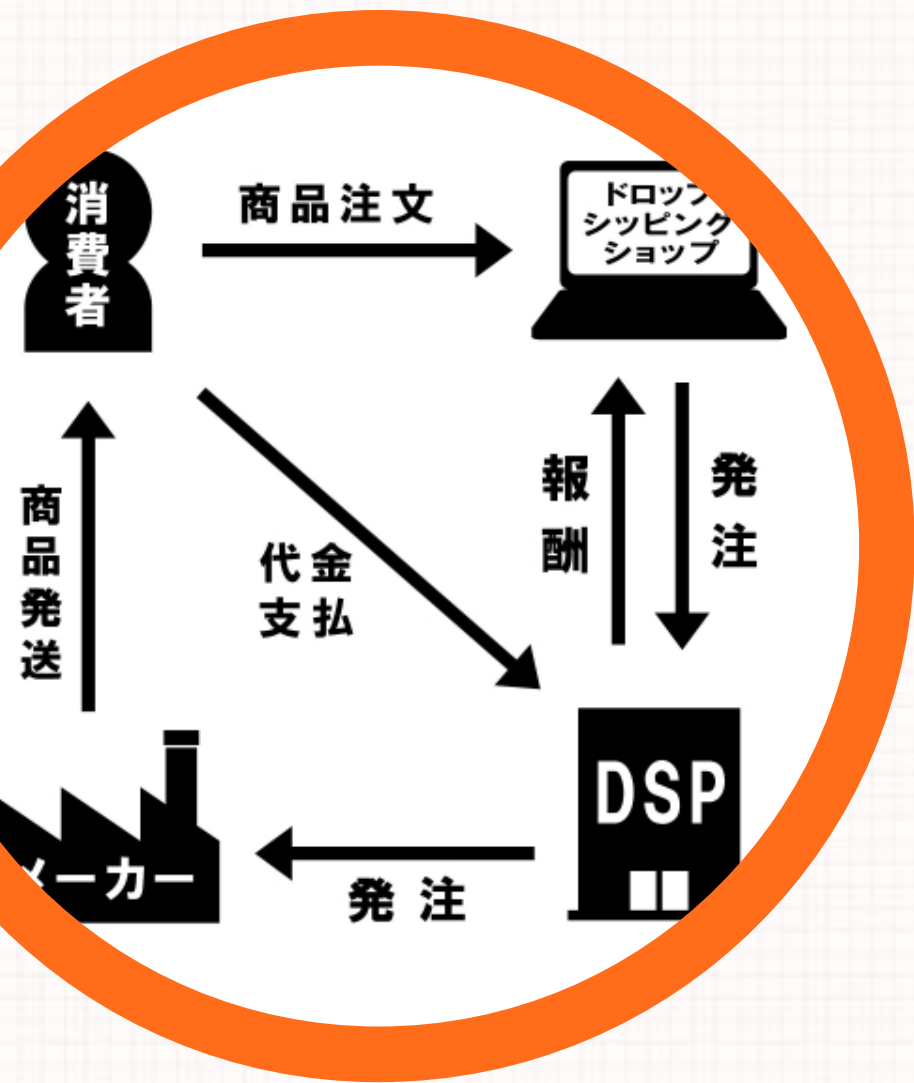 消費者
商品注文
ドロップ
シッピング
ショップ
商品発送
代金
支払
報酬
発注
メーカー
発注
DSP